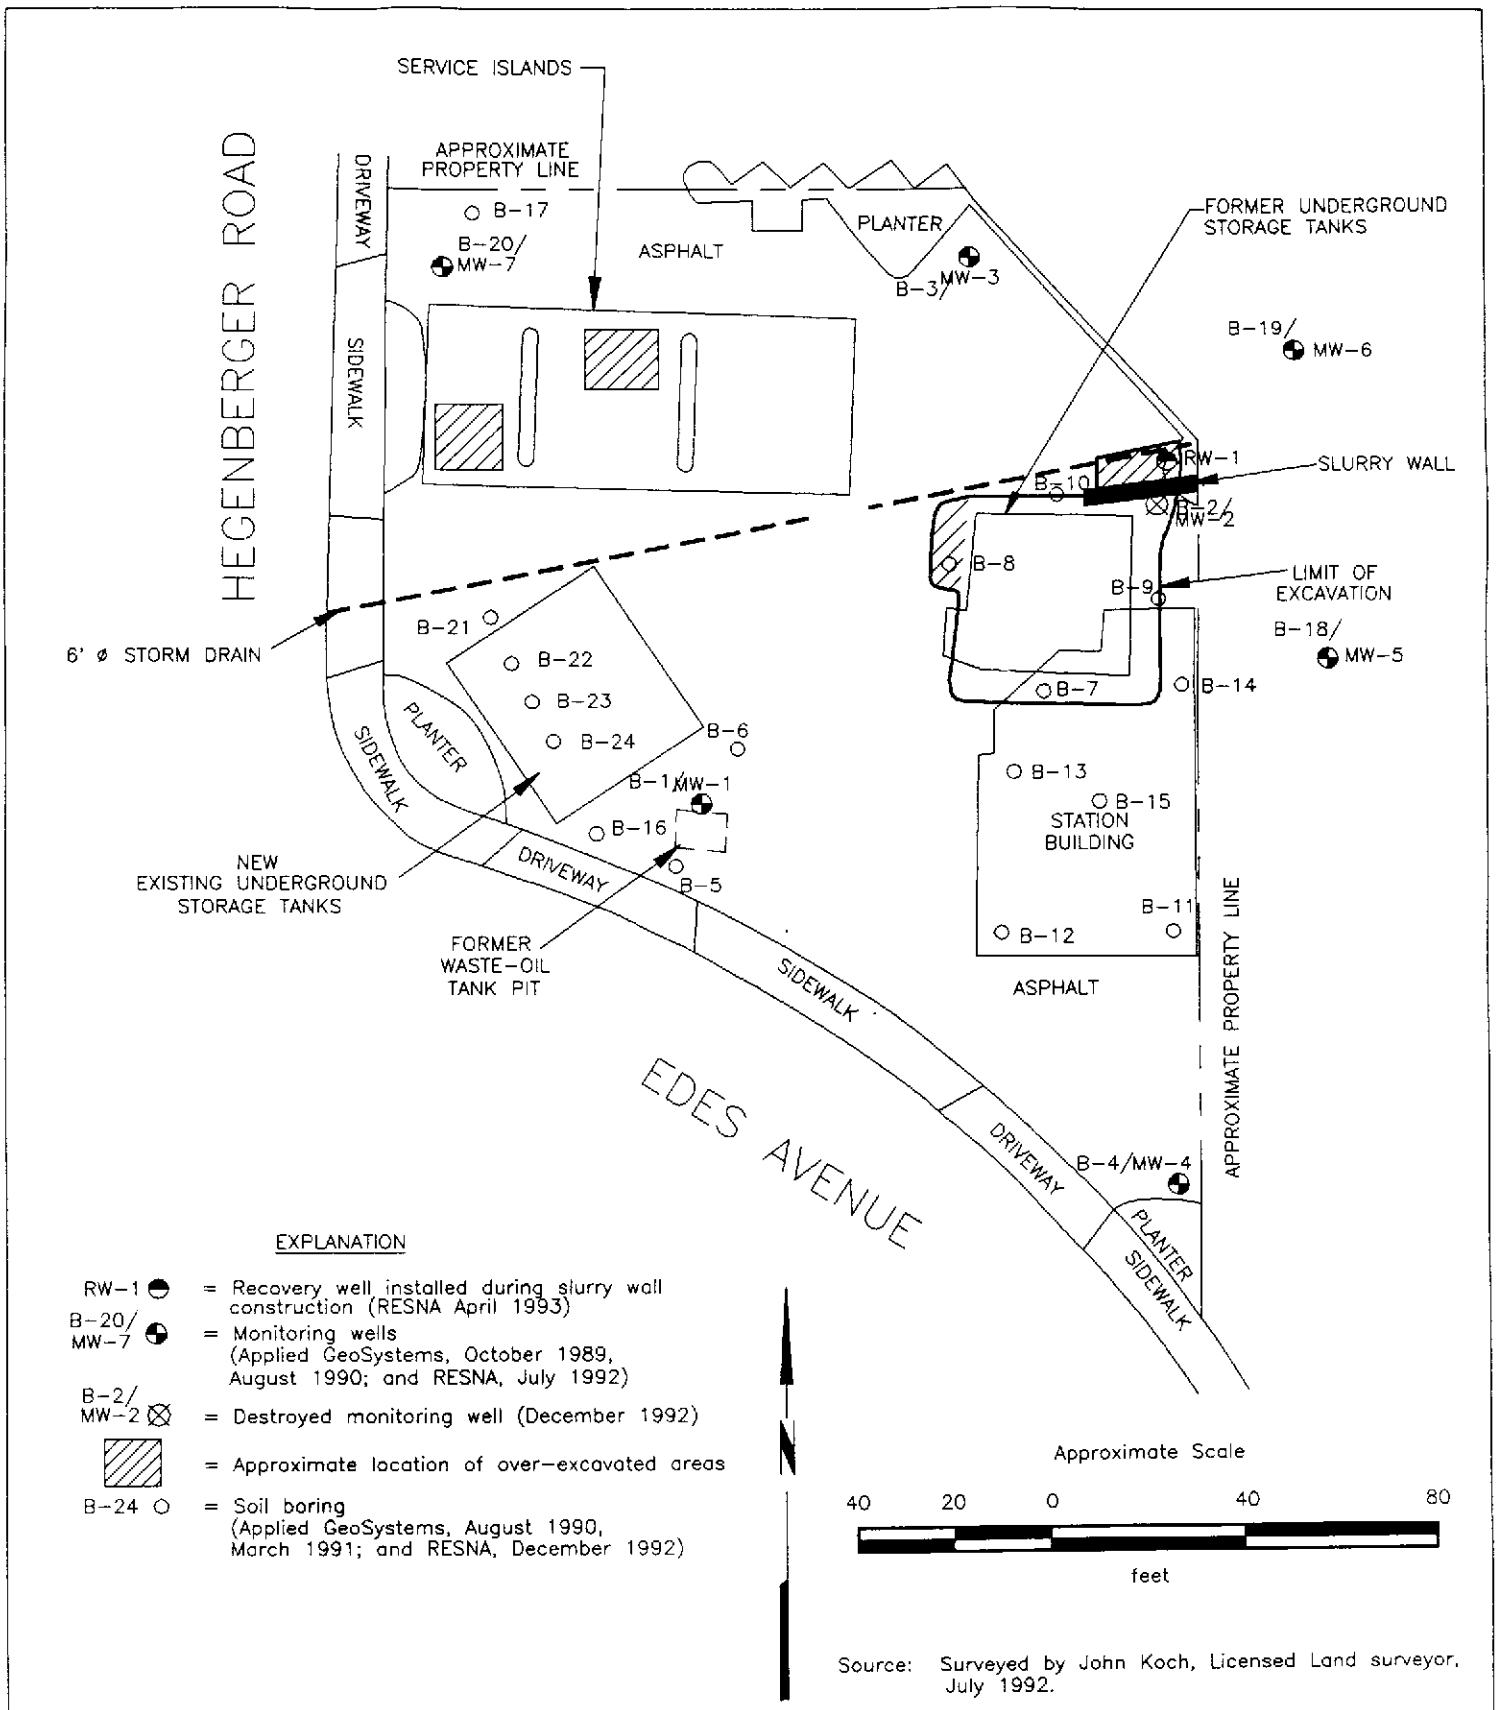 SERVICE ISLANDS
HEGENBERGER ROAD
DRIVEWAY
APPROXIMATE
PROPERTY LINE
B-17
B-20/
MW-7
ASPHALT
PLANTER
B-3/MW-3
FORMER UNDERGROUND
STORAGE TANKS
B-19/
MW-6
SIDEWALK
RW-1
SLURRY WALL
B-10
B-2/
MW-2
B-8
LIMIT OF
EXCAVATION
B-9
B-18/
MW-5
6' ø STORM DRAIN
B-21
B-22
B-23
B-24
B-7
B-14
PLANTER
SIDEWALK
B-6
B-1/MW-1
B-13
B-15
STATION
BUILDING
B-16
DRIVEWAY
B-5
NEW
EXISTING UNDERGROUND
STORAGE TANKS
FORMER
WASTE-OIL
TANK PIT
B-11
B-12
SIDEWALK
ASPHALT
APPROXIMATE PROPERTY LINE
EDES AVENUE
DRIVEWAY
B-4/MW-4
PLANTER
SIDEWALK
EXPLANATION
RW-1 = Recovery well installed during slurry wall
construction (RESNA April 1993)
B-20/
MW-7 = Monitoring wells
(Applied GeoSystems, October 1989,
August 1990; and RESNA, July 1992)
B-2/
MW-2 = Destroyed monitoring well (December 1992)
= Approximate location of over-excavated areas
B-24 = Soil boring
(Applied GeoSystems, August 1990,
March 1991; and RESNA, December 1992)
N
Approximate Scale
40 20 0 40 80
feet
Source: Surveyed by John Koch, Licensed Land surveyor,
July 1992.